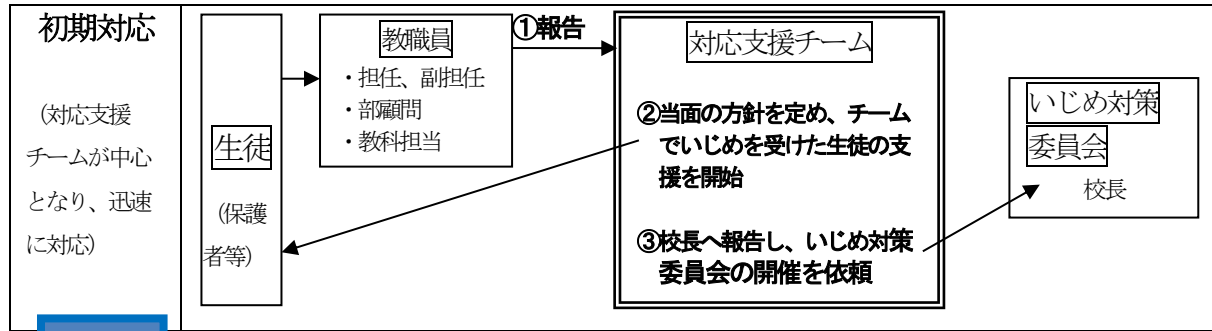 初期対応
(対応支援
チームが中心
となり、迅速
に対応)
生徒
(保護
者等)
教職員
・担任、副担任
・部顧問
・教科担当
①報告
対応支援チーム
②当面の方針を定め、チーム
でいじめを受けた生徒の支
援を開始
③校長へ報告し、いじめ対策
委員会の開催を依頼
いじめ対策
委員会
校長